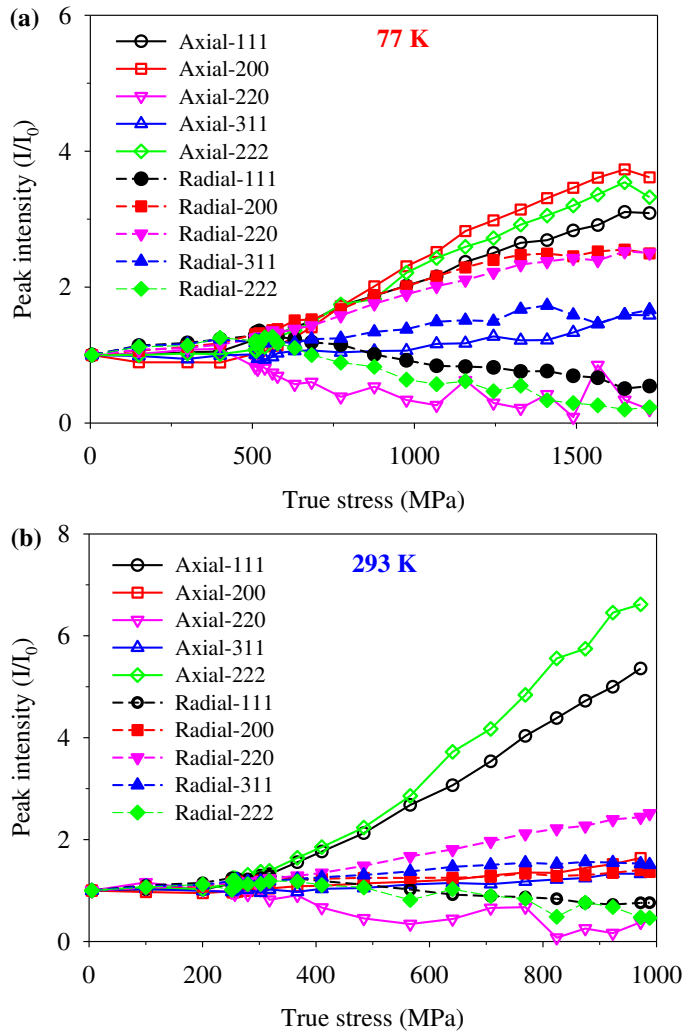 (a)
6
77 K
Axial-111
Axial-200
Axial-220
Axial-311
Axial-222
Radial-111
Radial-200
Radial-220
Radial-311
Radial-222
4
2
0
Peak intensity (I/I₀)
0 500 1000 1500
True stress (MPa)
(b)
8
293 K
Axial-111
Axial-200
Axial-220
Axial-311
Axial-222
Radial-111
Radial-200
Radial-220
Radial-311
Radial-222
6
4
2
0
Peak intensity (I/I₀)
0 200 400 600 800 1000
True stress (MPa)